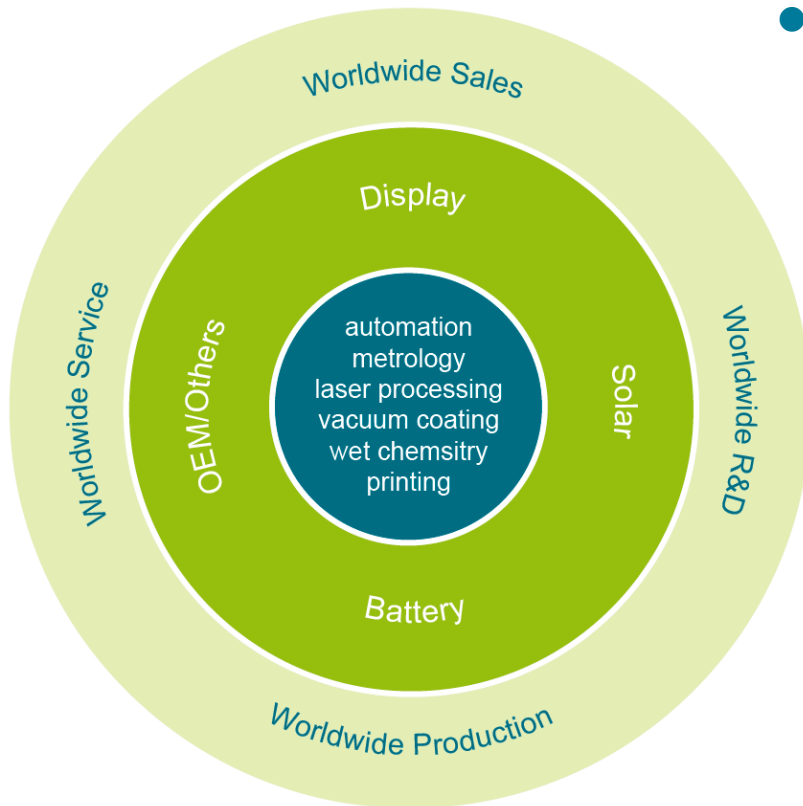 Worldwide Sales
Display
Worldwide Service
OEM/Others
automation
metrology
laser processing
vacuum coating
wet chemsitry
printing
Solar
Worldwide R&D
Battery
Worldwide Production